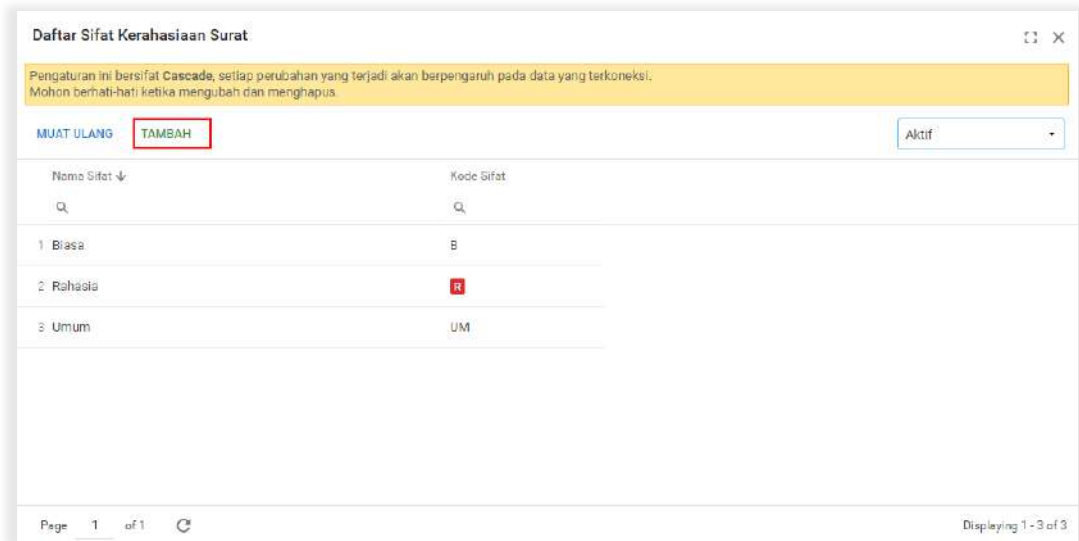 Daftar Sifat Kerahasiaan Surat
Pengaturan ini bersifat Cascade, setiap perubahan yang terjadi akan berpengaruh pada data yang terkoneksi.
Mohon berhati-hati ketika mengubah dan menghapus.
MUAT ULANG TAMBAH Aktif
Nama Sifat Kode Sifat
1 Biasa B
2 Rahasia R
3 Umum UM
Page 1 of 1 Displaying 1 - 3 of 3